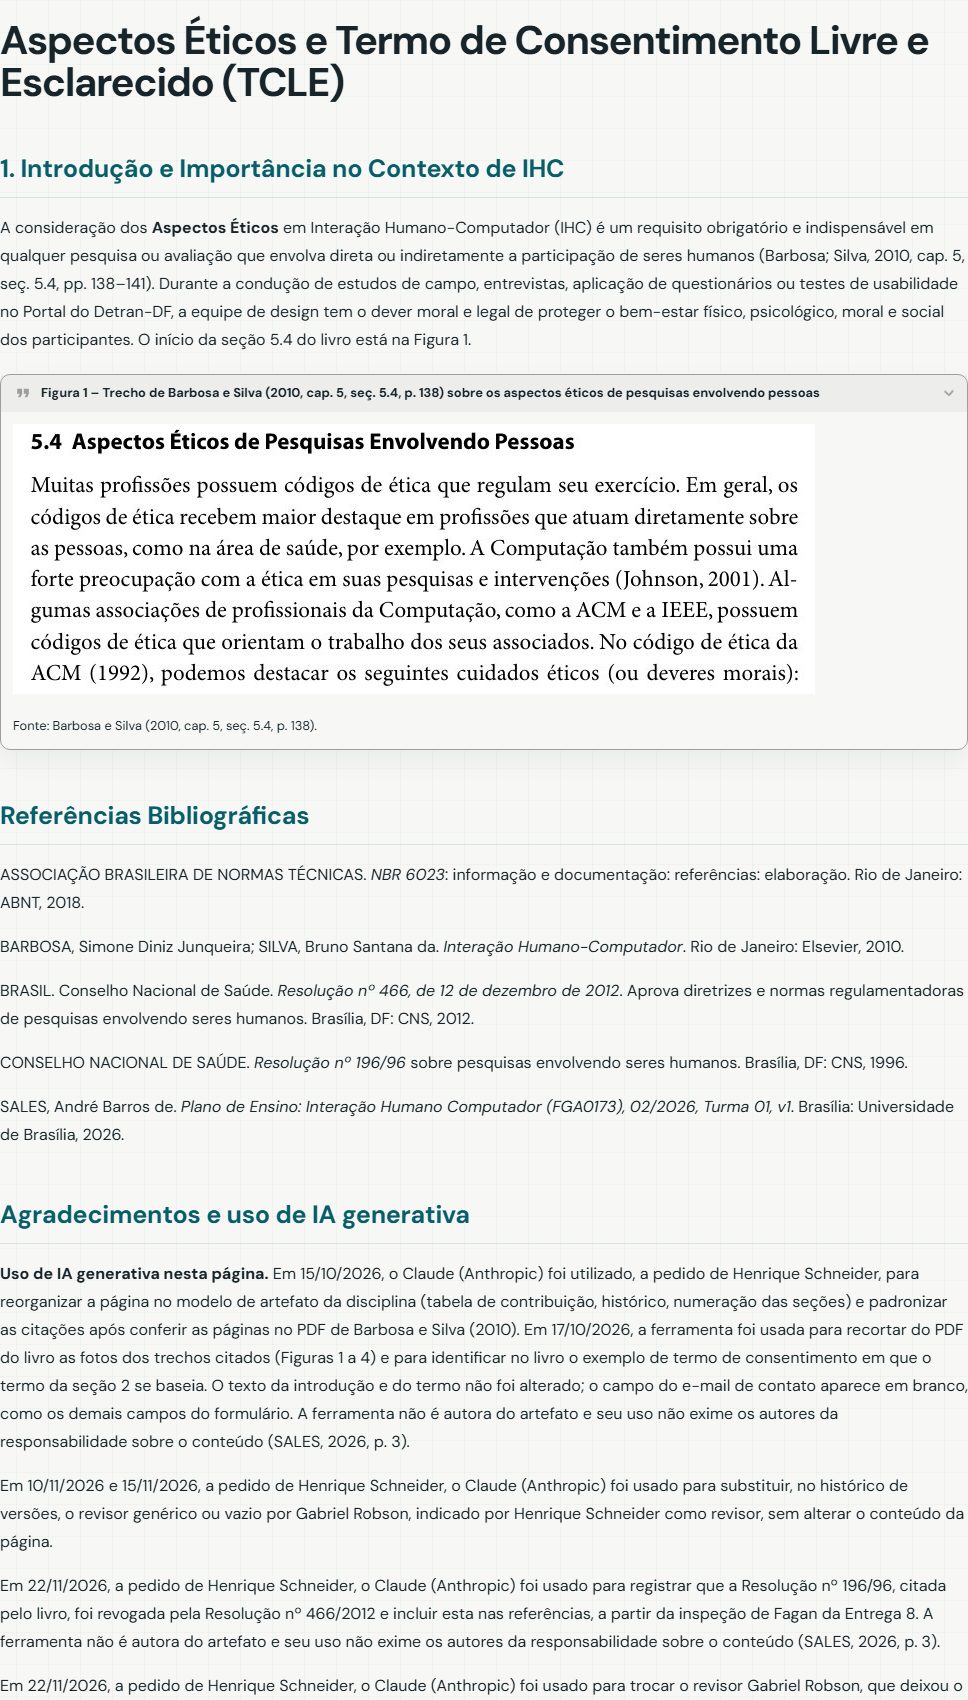 Aspectos Éticos e Termo de Consentimento Livre e
Esclarecido (TCLE)
1. Introdução e Importância no Contexto de IHC
A consideração dos Aspectos Éticos em Interação Humano-Computador (IHC) é um requisito obrigatório e indispensável em
qualquer pesquisa ou avaliação que envolva direta ou indiretamente a participação de seres humanos (Barbosa; Silva, 2010, cap. 5,
seç. 5.4, pp. 138–141). Durante a condução de estudos de campo, entrevistas, aplicação de questionários ou testes de usabilidade
no Portal do Detran-DF, a equipe de design tem o dever moral e legal de proteger o bem-estar físico, psicológico, moral e social
dos participantes. O início da seção 5.4 do livro está na Figura 1.
Figura 1 – Trecho de Barbosa e Silva (2010, cap. 5, seç. 5.4, p. 138) sobre os aspectos éticos de pesquisas envolvendo pessoas
5.4 Aspectos Éticos de Pesquisas Envolvendo Pessoas
Muitas profissões possuem códigos de ética que regulam seu exercício. Em geral, os
códigos de ética recebem maior destaque em profissões que atuam diretamente sobre
as pessoas, como na área de saúde, por exemplo. A Computação também possui uma
forte preocupação com a ética em suas pesquisas e intervenções (Johnson, 2001). Al-
gumas associações de profissionais da Computação, como a ACM e a IEEE, possuem
códigos de ética que orientam o trabalho dos seus associados. No código de ética da
ACM (1992), podemos destacar os seguintes cuidados éticos (ou deveres morais):
Fonte: Barbosa e Silva (2010, cap. 5, seç. 5.4, p. 138).
Referências Bibliográficas
ASSOCIAÇÃO BRASILEIRA DE NORMAS TÉCNICAS. NBR 6023: informação e documentação: referências: elaboração. Rio de Janeiro:
ABNT, 2018.
BARBOSA, Simone Diniz Junqueira; SILVA, Bruno Santana da. Interação Humano-Computador. Rio de Janeiro: Elsevier, 2010.
BRASIL. Conselho Nacional de Saúde. Resolução nº 466, de 12 de dezembro de 2012. Aprova diretrizes e normas regulamentadoras
de pesquisas envolvendo seres humanos. Brasília, DF: CNS, 2012.
CONSELHO NACIONAL DE SAÚDE. Resolução nº 196/96 sobre pesquisas envolvendo seres humanos. Brasília, DF: CNS, 1996.
SALES, André Barros de. Plano de Ensino: Interação Humano Computador (FGA0173), 02/2026, Turma 01, v1. Brasília: Universidade
de Brasília, 2026.
Agradecimentos e uso de IA generativa
Uso de IA generativa nesta página. Em 15/10/2026, o Claude (Anthropic) foi utilizado, a pedido de Henrique Schneider, para
reorganizar a página no modelo de artefato da disciplina (tabela de contribuição, histórico, numeração das seções) e padronizar
as citações após conferir as páginas no PDF de Barbosa e Silva (2010). Em 17/10/2026, a ferramenta foi usada para recortar do PDF
do livro as fotos dos trechos citados (Figuras 1 a 4) e para identificar no livro o exemplo de termo de consentimento em que o
termo da seção 2 se baseia. O texto da introdução e do termo não foi alterado; o campo do e-mail de contato aparece em branco,
como os demais campos do formulário. A ferramenta não é autora do artefato e seu uso não exime os autores da
responsabilidade sobre o conteúdo (SALES, 2026, p. 3).
Em 10/11/2026 e 15/11/2026, a pedido de Henrique Schneider, o Claude (Anthropic) foi usado para substituir, no histórico de
versões, o revisor genérico ou vazio por Gabriel Robson, indicado por Henrique Schneider como revisor, sem alterar o conteúdo da
página.
Em 22/11/2026, a pedido de Henrique Schneider, o Claude (Anthropic) foi usado para registrar que a Resolução nº 196/96, citada
pelo livro, foi revogada pela Resolução nº 466/2012 e incluir esta nas referências, a partir da inspeção de Fagan da Entrega 8. A
ferramenta não é autora do artefato e seu uso não exime os autores da responsabilidade sobre o conteúdo (SALES, 2026, p. 3).
Em 22/11/2026, a pedido de Henrique Schneider, o Claude (Anthropic) foi usado para trocar o revisor Gabriel Robson, que deixou o